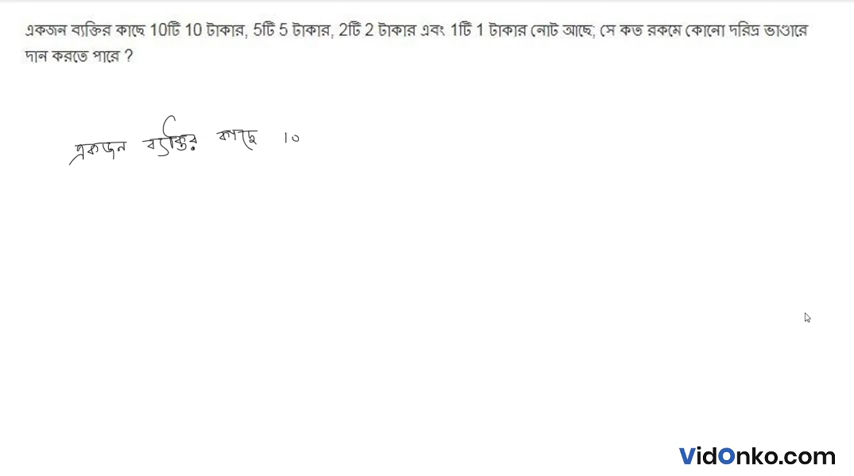 একজন ব্যক্তির কাছে 10টি 10 টাকার, 5টি 5 টাকার, 2টি 2 টাকার এবং 1টি 1 টাকার নোট আছে; সে কত রকমে কোনো দরিদ্র ভাণ্ডারে
দান করতে পারে ?
একজন ব্যক্তির কাছে 10
VidOnko.com